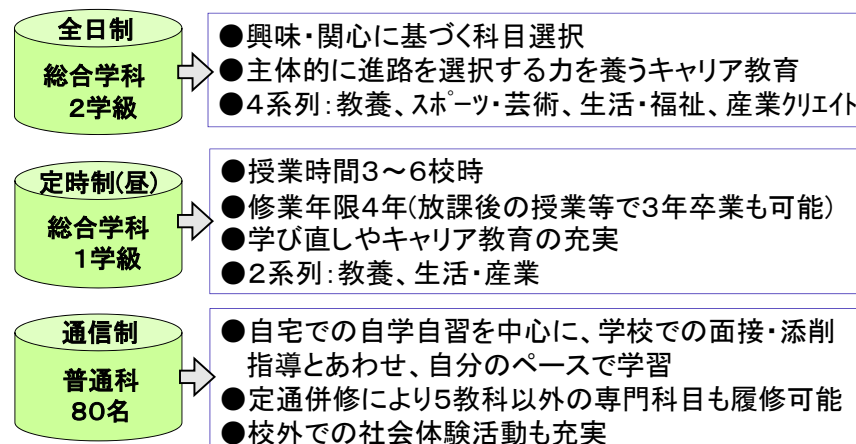 全日制
総合学科
2学級
●興味・関心に基づく科目選択
●主体的に進路を選択する力を養うキャリア教育
●4系列:教養、スポーツ・芸術、生活・福祉、産業クリエイト
定時制(昼)
総合学科
1学級
●授業時間3～6校時
●修業年限4年(放課後の授業等で3年卒業も可能)
●学び直しやキャリア教育の充実
●2系列:教養、生活・産業
通信制
普通科
80名
●自宅での自学自習を中心に、学校での面接・添削
指導とあわせ、自分のペースで学習
●定通併修により5教科以外の専門科目も履修可能
●校外での社会体験活動も充実